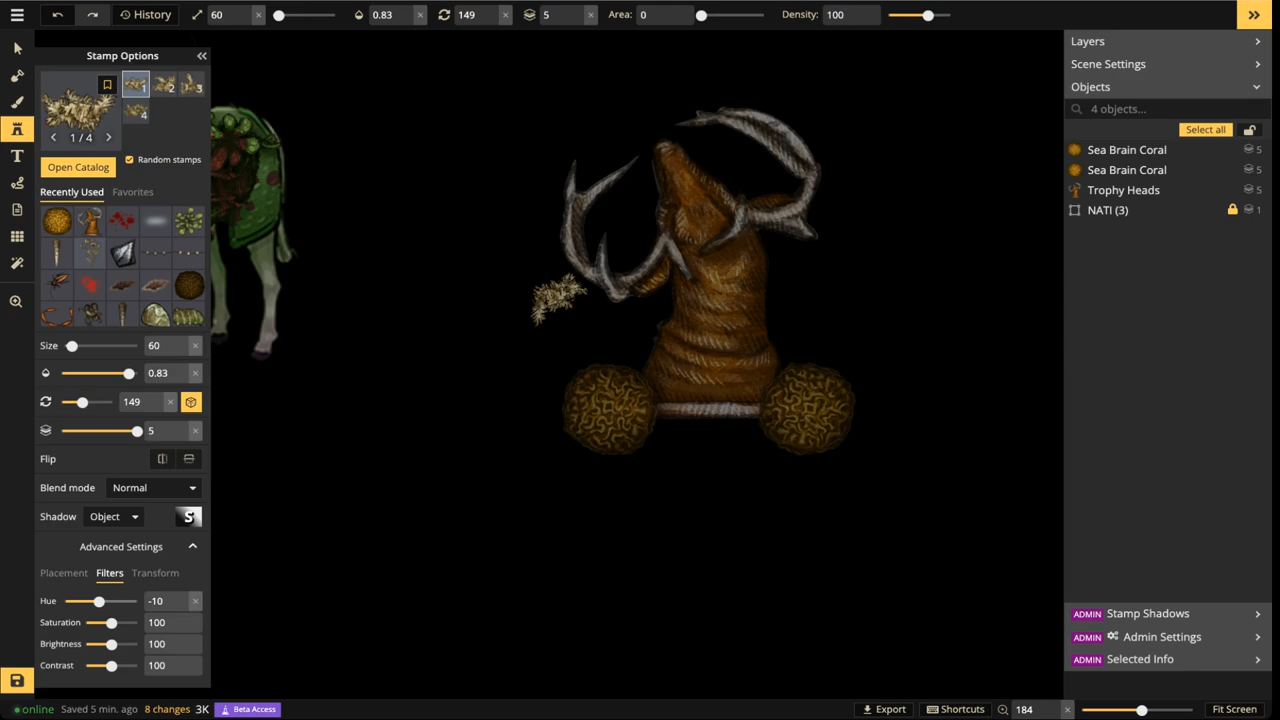 History 60 × 0.83 × 149 × 5 × Area: 0 Density: 100
Stamp Options
1 2 3
4
1 / 4
Open Catalog Random stamps
Recently Used Favorites
Size 60 ×
0.83 ×
149 ×
5 ×
Flip
Blend mode Normal
Shadow Object S
Advanced Settings
Placement Filters Transform
Hue -10 ×
Saturation 100
Brightness 100
Contrast 100
Layers
Scene Settings
Objects
4 objects...
Select all
Sea Brain Coral 5
Sea Brain Coral 5
Trophy Heads 5
NATI (3) 1
ADMIN Stamp Shadows
ADMIN Admin Settings
ADMIN Selected Info
online Saved 5 min. ago 8 changes 3K Beta Access Export Shortcuts 184 × Fit Screen